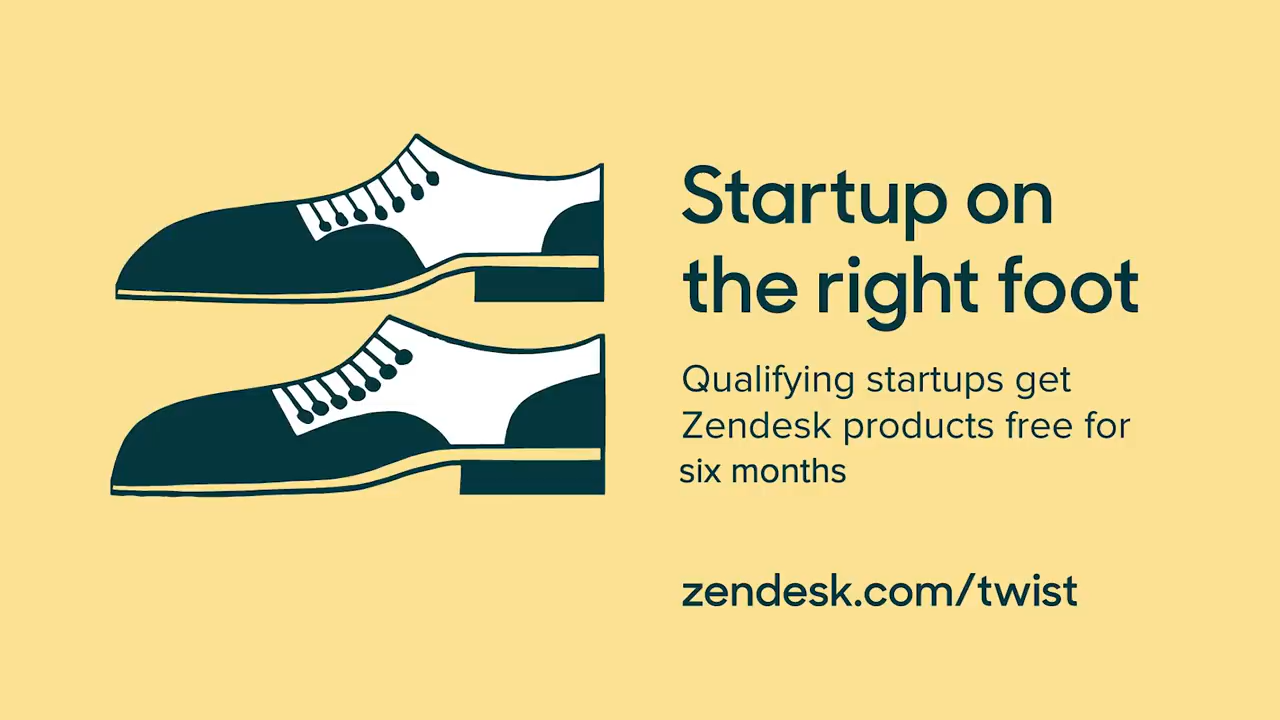 Startup on
the right foot
Qualifying startups get
Zendesk products free for
six months
zendesk.com/twist